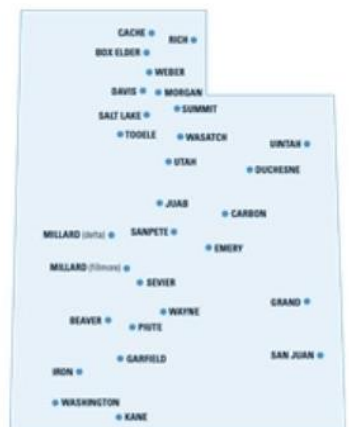 CACHE
RICH
BOX ELDER
WEBER
DAVIS
MORGAN
SUMMIT
SALT LAKE
TOOELE
WASATCH
UINTAH
UTAH
DUCHESNE
JUAB
CARBON
MILLARD (delta)
SANPETE
EMERY
MILLARD (fillmore)
SEVIER
GRAND
WAYNE
BEAVER
PIUTE
GARFIELD
SAN JUAN
IRON
WASHINGTON
KANE